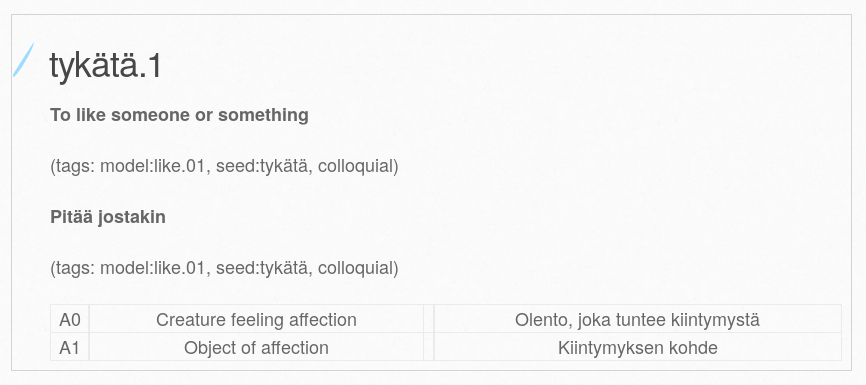 tykätä.1
To like someone or something
(tags: model:like.01, seed:tykätä, colloquial)
Pitää jostakin
(tags: model:like.01, seed:tykätä, colloquial)
A0 Creature feeling affection Olento, joka tuntee kiintymystä
A1 Object of affection Kiintymyksen kohde